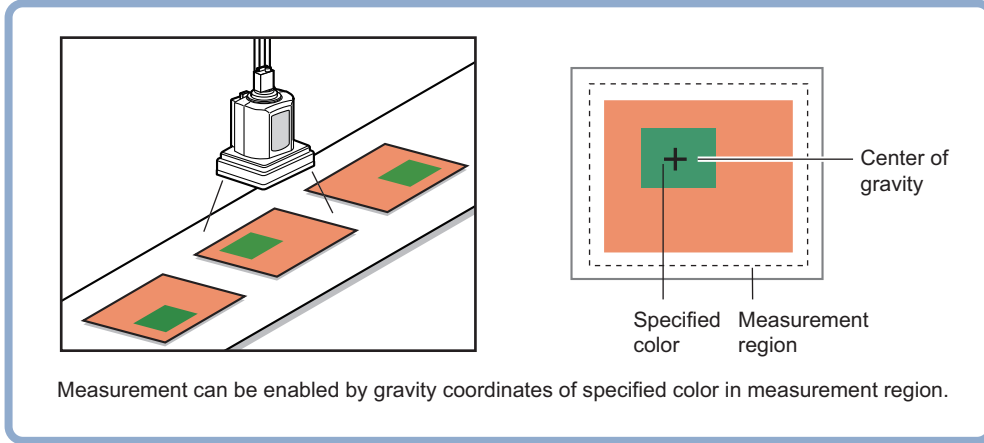 Center of
gravity
Specified
color
Measurement
region
Measurement can be enabled by gravity coordinates of specified color in measurement region.